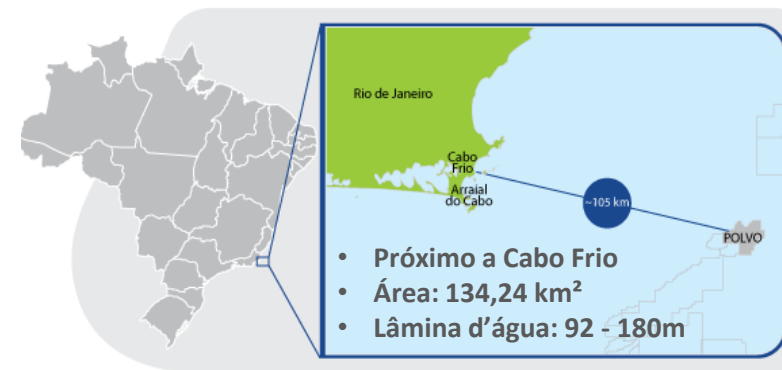 Rio de Janeiro
Cabo
Frio
Arraial
do Cabo
~105 km
POLVO
• Próximo a Cabo Frio
• Área: 134,24 km²
• Lâmina d’água: 92 - 180m